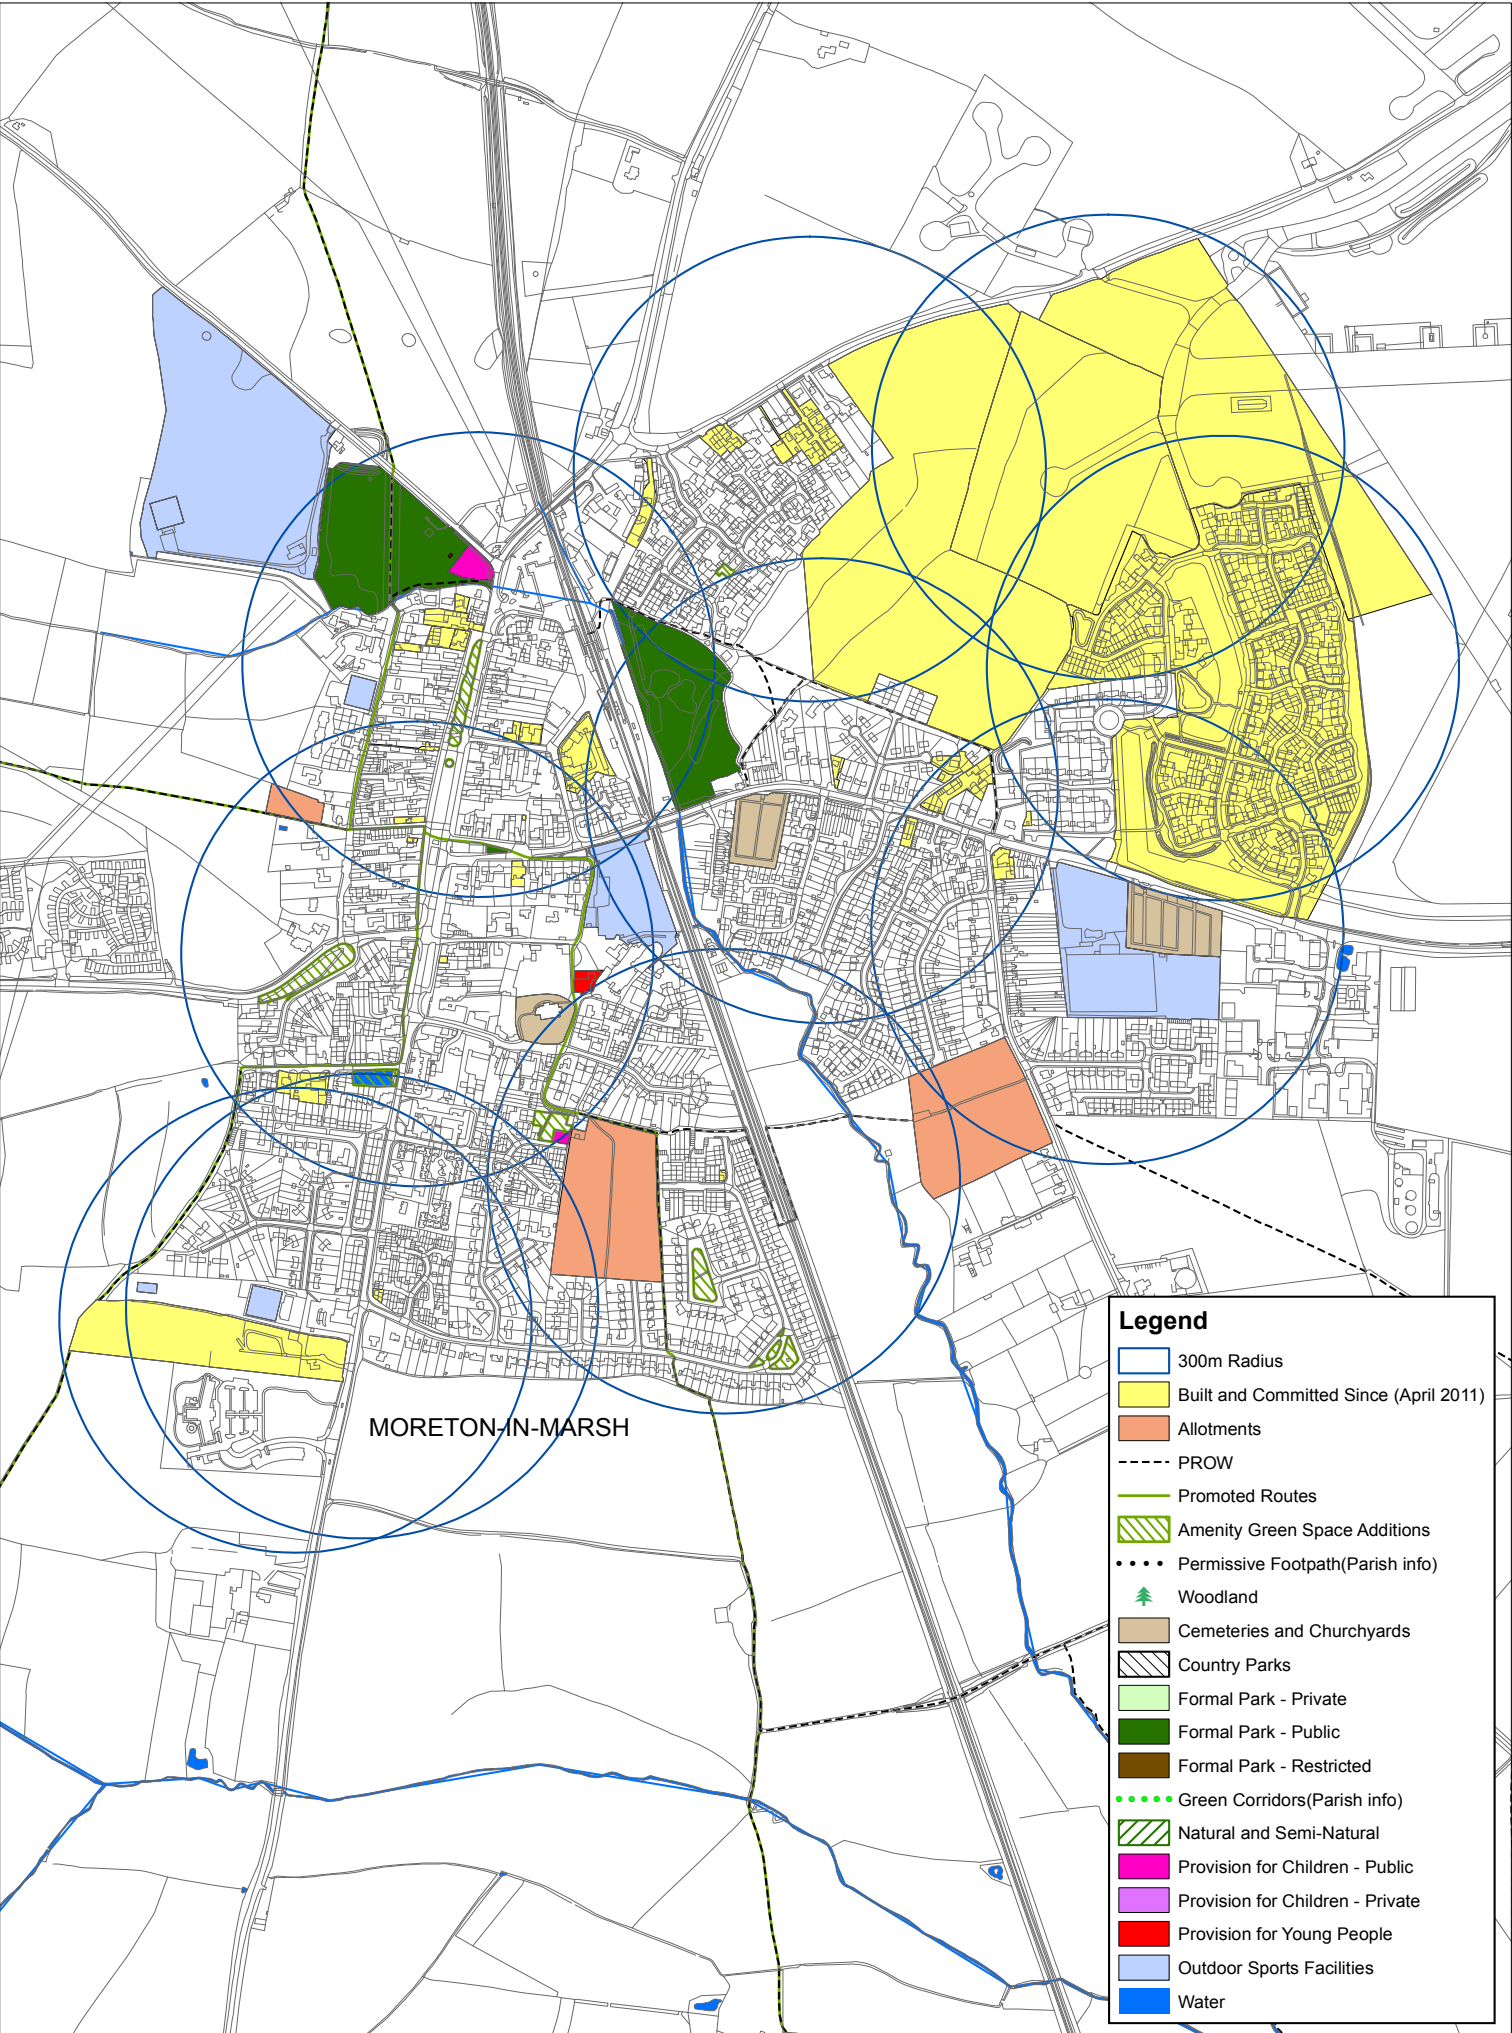 MORETON-IN-MARSH
Legend
300m Radius
Built and Committed Since (April 2011)
Allotments
PROW
Promoted Routes
Amenity Green Space Additions
Permissive Footpath(Parish info)
Woodland
Cemeteries and Churchyards
Country Parks
Formal Park - Private
Formal Park - Public
Formal Park - Restricted
Green Corridors(Parish info)
Natural and Semi-Natural
Provision for Children - Public
Provision for Children - Private
Provision for Young People
Outdoor Sports Facilities
Water